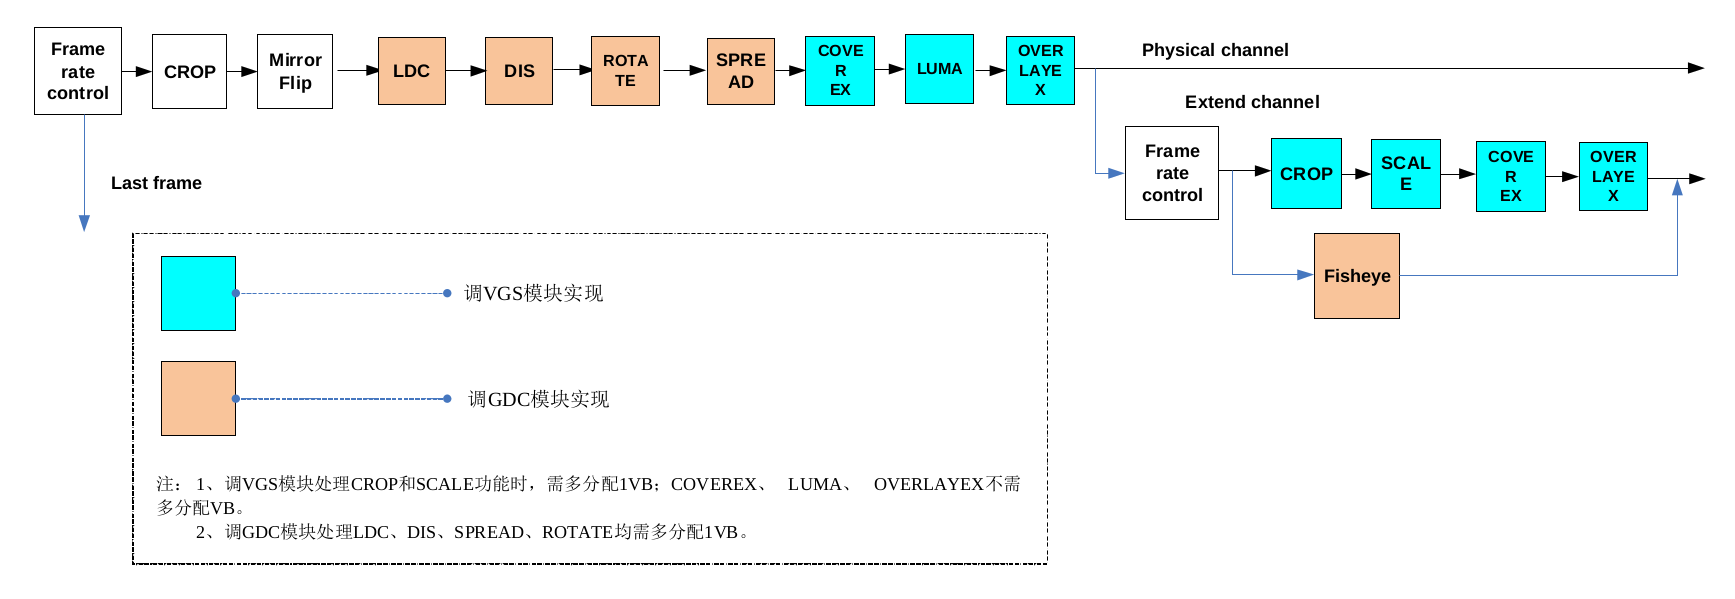 Frame
rate
control
CROP
Mirror
Flip
LDC
DIS
ROTA
TE
SPRE
AD
COVE
R
EX
LUMA
OVER
LAYE
X
Physical channel
Extend channel
Frame
rate
control
CROP
SCAL
E
COVE
R
EX
OVER
LAYE
X
Fisheye
Last frame
调VGS模块实现
调GDC模块实现
注： 1、调VGS模块处理CROP和SCALE功能时，需多分配1VB；COVEREX、 LUMA、 OVERLAYEX不需
多分配VB。
2、调GDC模块处理LDC、DIS、SPREAD、ROTATE均需多分配1VB。